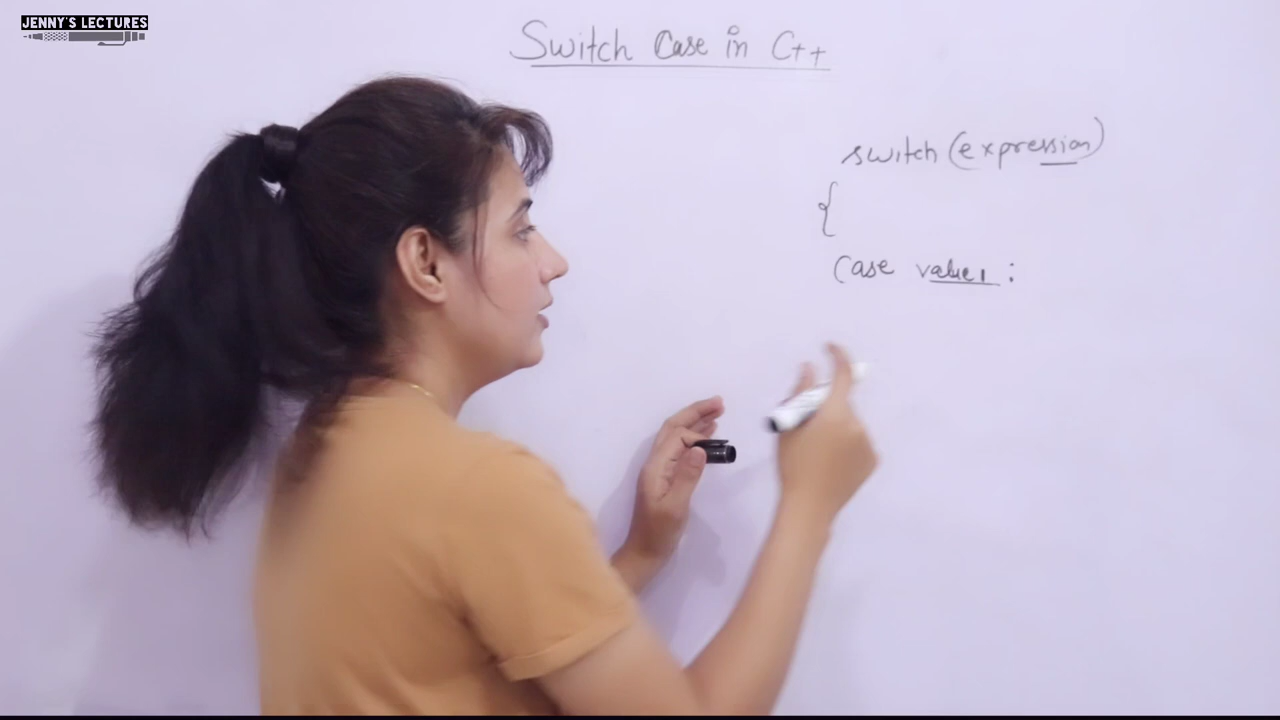 JENNY'S LECTURES
Switch Case in C++
switch (expression)
{
Case value1 :